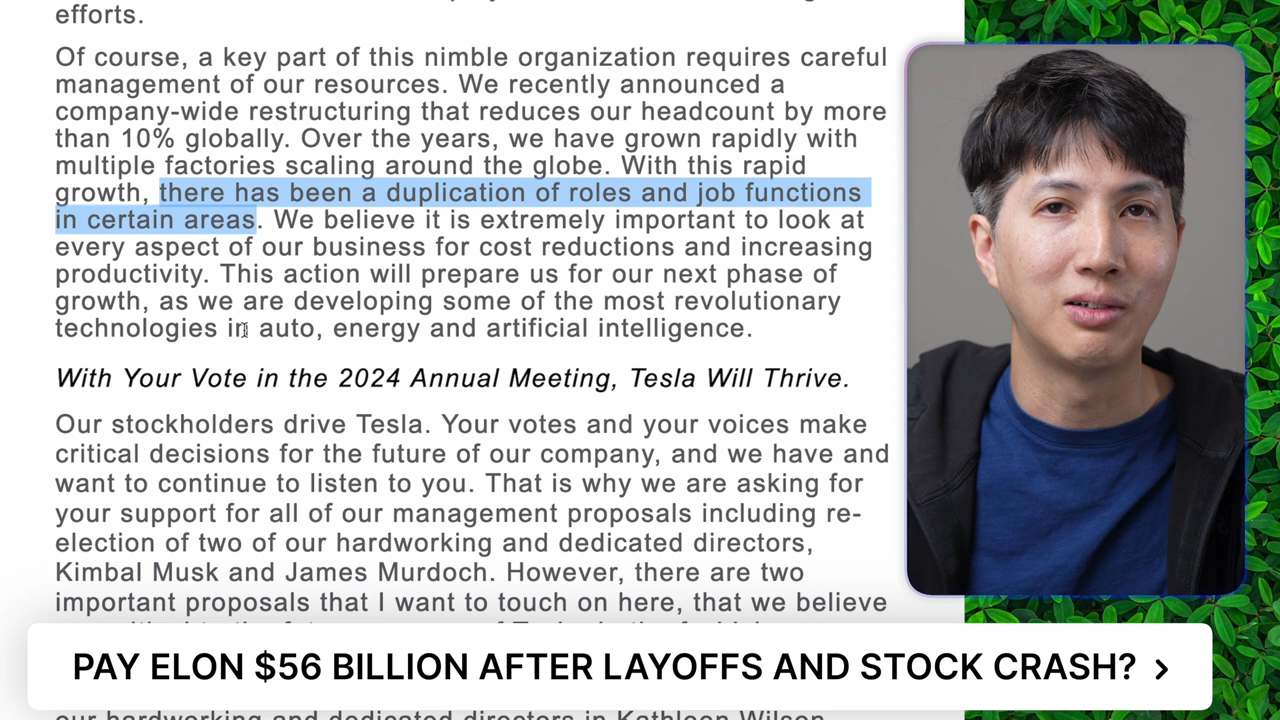 efforts.
Of course, a key part of this nimble organization requires careful
management of our resources. We recently announced a
company-wide restructuring that reduces our headcount by more
than 10% globally. Over the years, we have grown rapidly with
multiple factories scaling around the globe. With this rapid
growth, there has been a duplication of roles and job functions
in certain areas. We believe it is extremely important to look at
every aspect of our business for cost reductions and increasing
productivity. This action will prepare us for our next phase of
growth, as we are developing some of the most revolutionary
technologies in auto, energy and artificial intelligence.
With Your Vote in the 2024 Annual Meeting, Tesla Will Thrive.
Our stockholders drive Tesla. Your votes and your voices make
critical decisions for the future of our company, and we have and
want to continue to listen to you. That is why we are asking for
your support for all of our management proposals including re-
election of two of our hardworking and dedicated directors,
Kimbal Musk and James Murdoch. However, there are two
important proposals that I want to touch on here, that we believe
PAY ELON $56 BILLION AFTER LAYOFFS AND STOCK CRASH? ›
our hardworking and dedicated directors in Kathleen Wilson